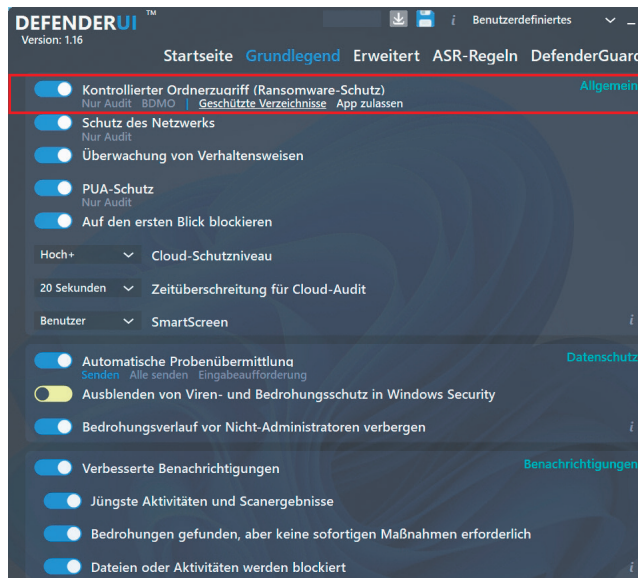 DEFENDERUI ™
Version: 1.16
i Benutzerdefiniertes
Startseite Grundlegend Erweitert ASR-Regeln DefenderGuard
Kontrollierter Ordnerzugriff (Ransomware-Schutz) Allgemein
Nur Audit BDMO | Geschützte Verzeichnisse App zulassen
Schutz des Netzwerks
Nur Audit
Überwachung von Verhaltensweisen
PUA-Schutz
Nur Audit
Auf den ersten Blick blockieren
Hoch+ Cloud-Schutzniveau
20 Sekunden Zeitüberschreitung für Cloud-Audit
Benutzer SmartScreen i
Automatische Probenübermittlung Datenschutz
Senden Alle senden Eingabeaufforderung
Ausblenden von Viren- und Bedrohungsschutz in Windows Security
Bedrohungsverlauf vor Nicht-Administratoren verbergen i
Verbesserte Benachrichtigungen Benachrichtigungen
Jüngste Aktivitäten und Scanergebnisse
Bedrohungen gefunden, aber keine sofortigen Maßnahmen erforderlich
Dateien oder Aktivitäten werden blockiert i